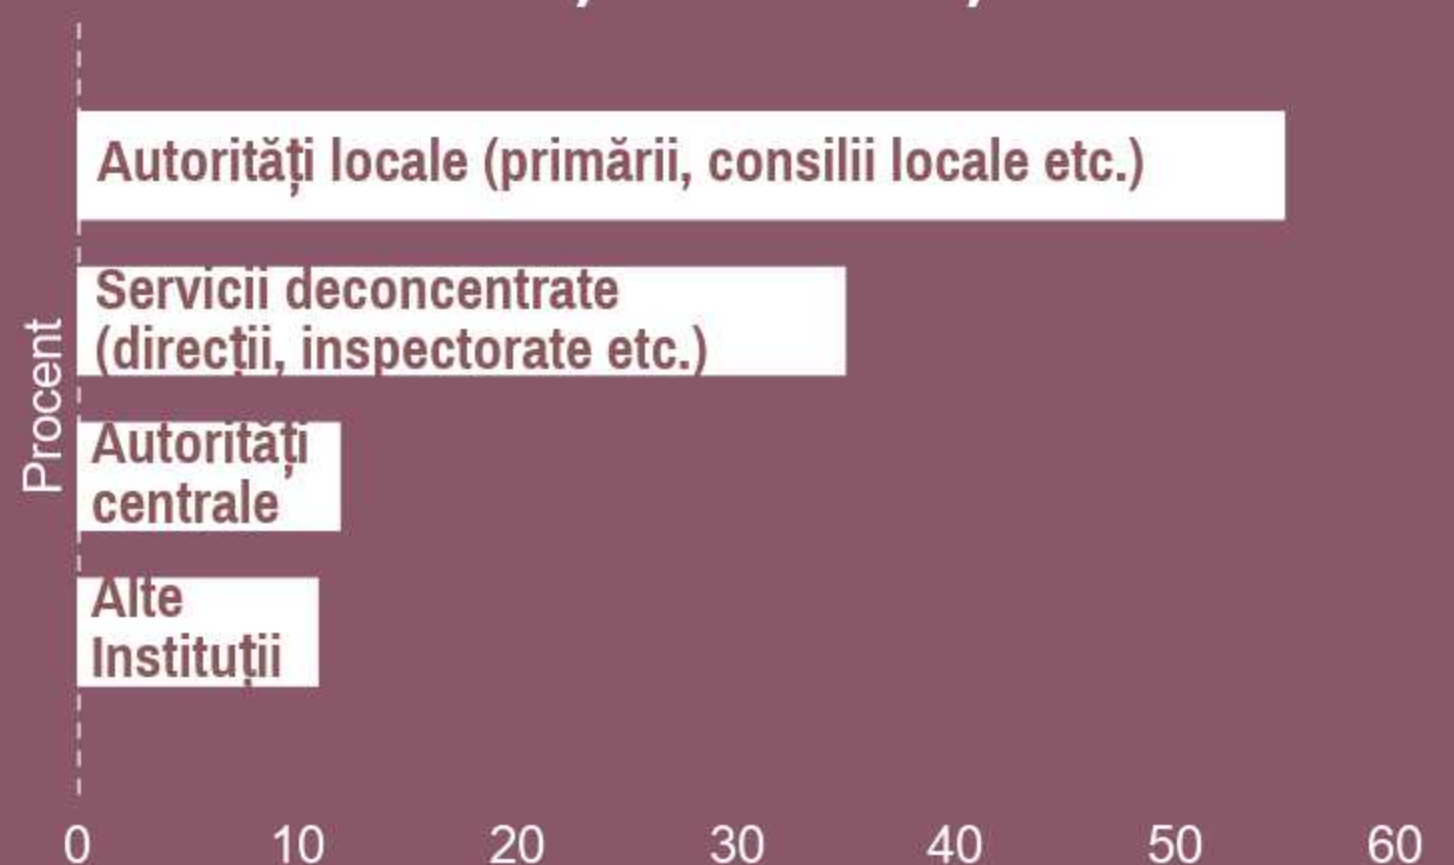 Autorități locale (primării, consilii locale etc.)
Servicii deconcentrate
(direcții, inspectorate etc.)
Procent
Autorități
centrale
Alte
Instituții
0 10 20 30 40 50 60